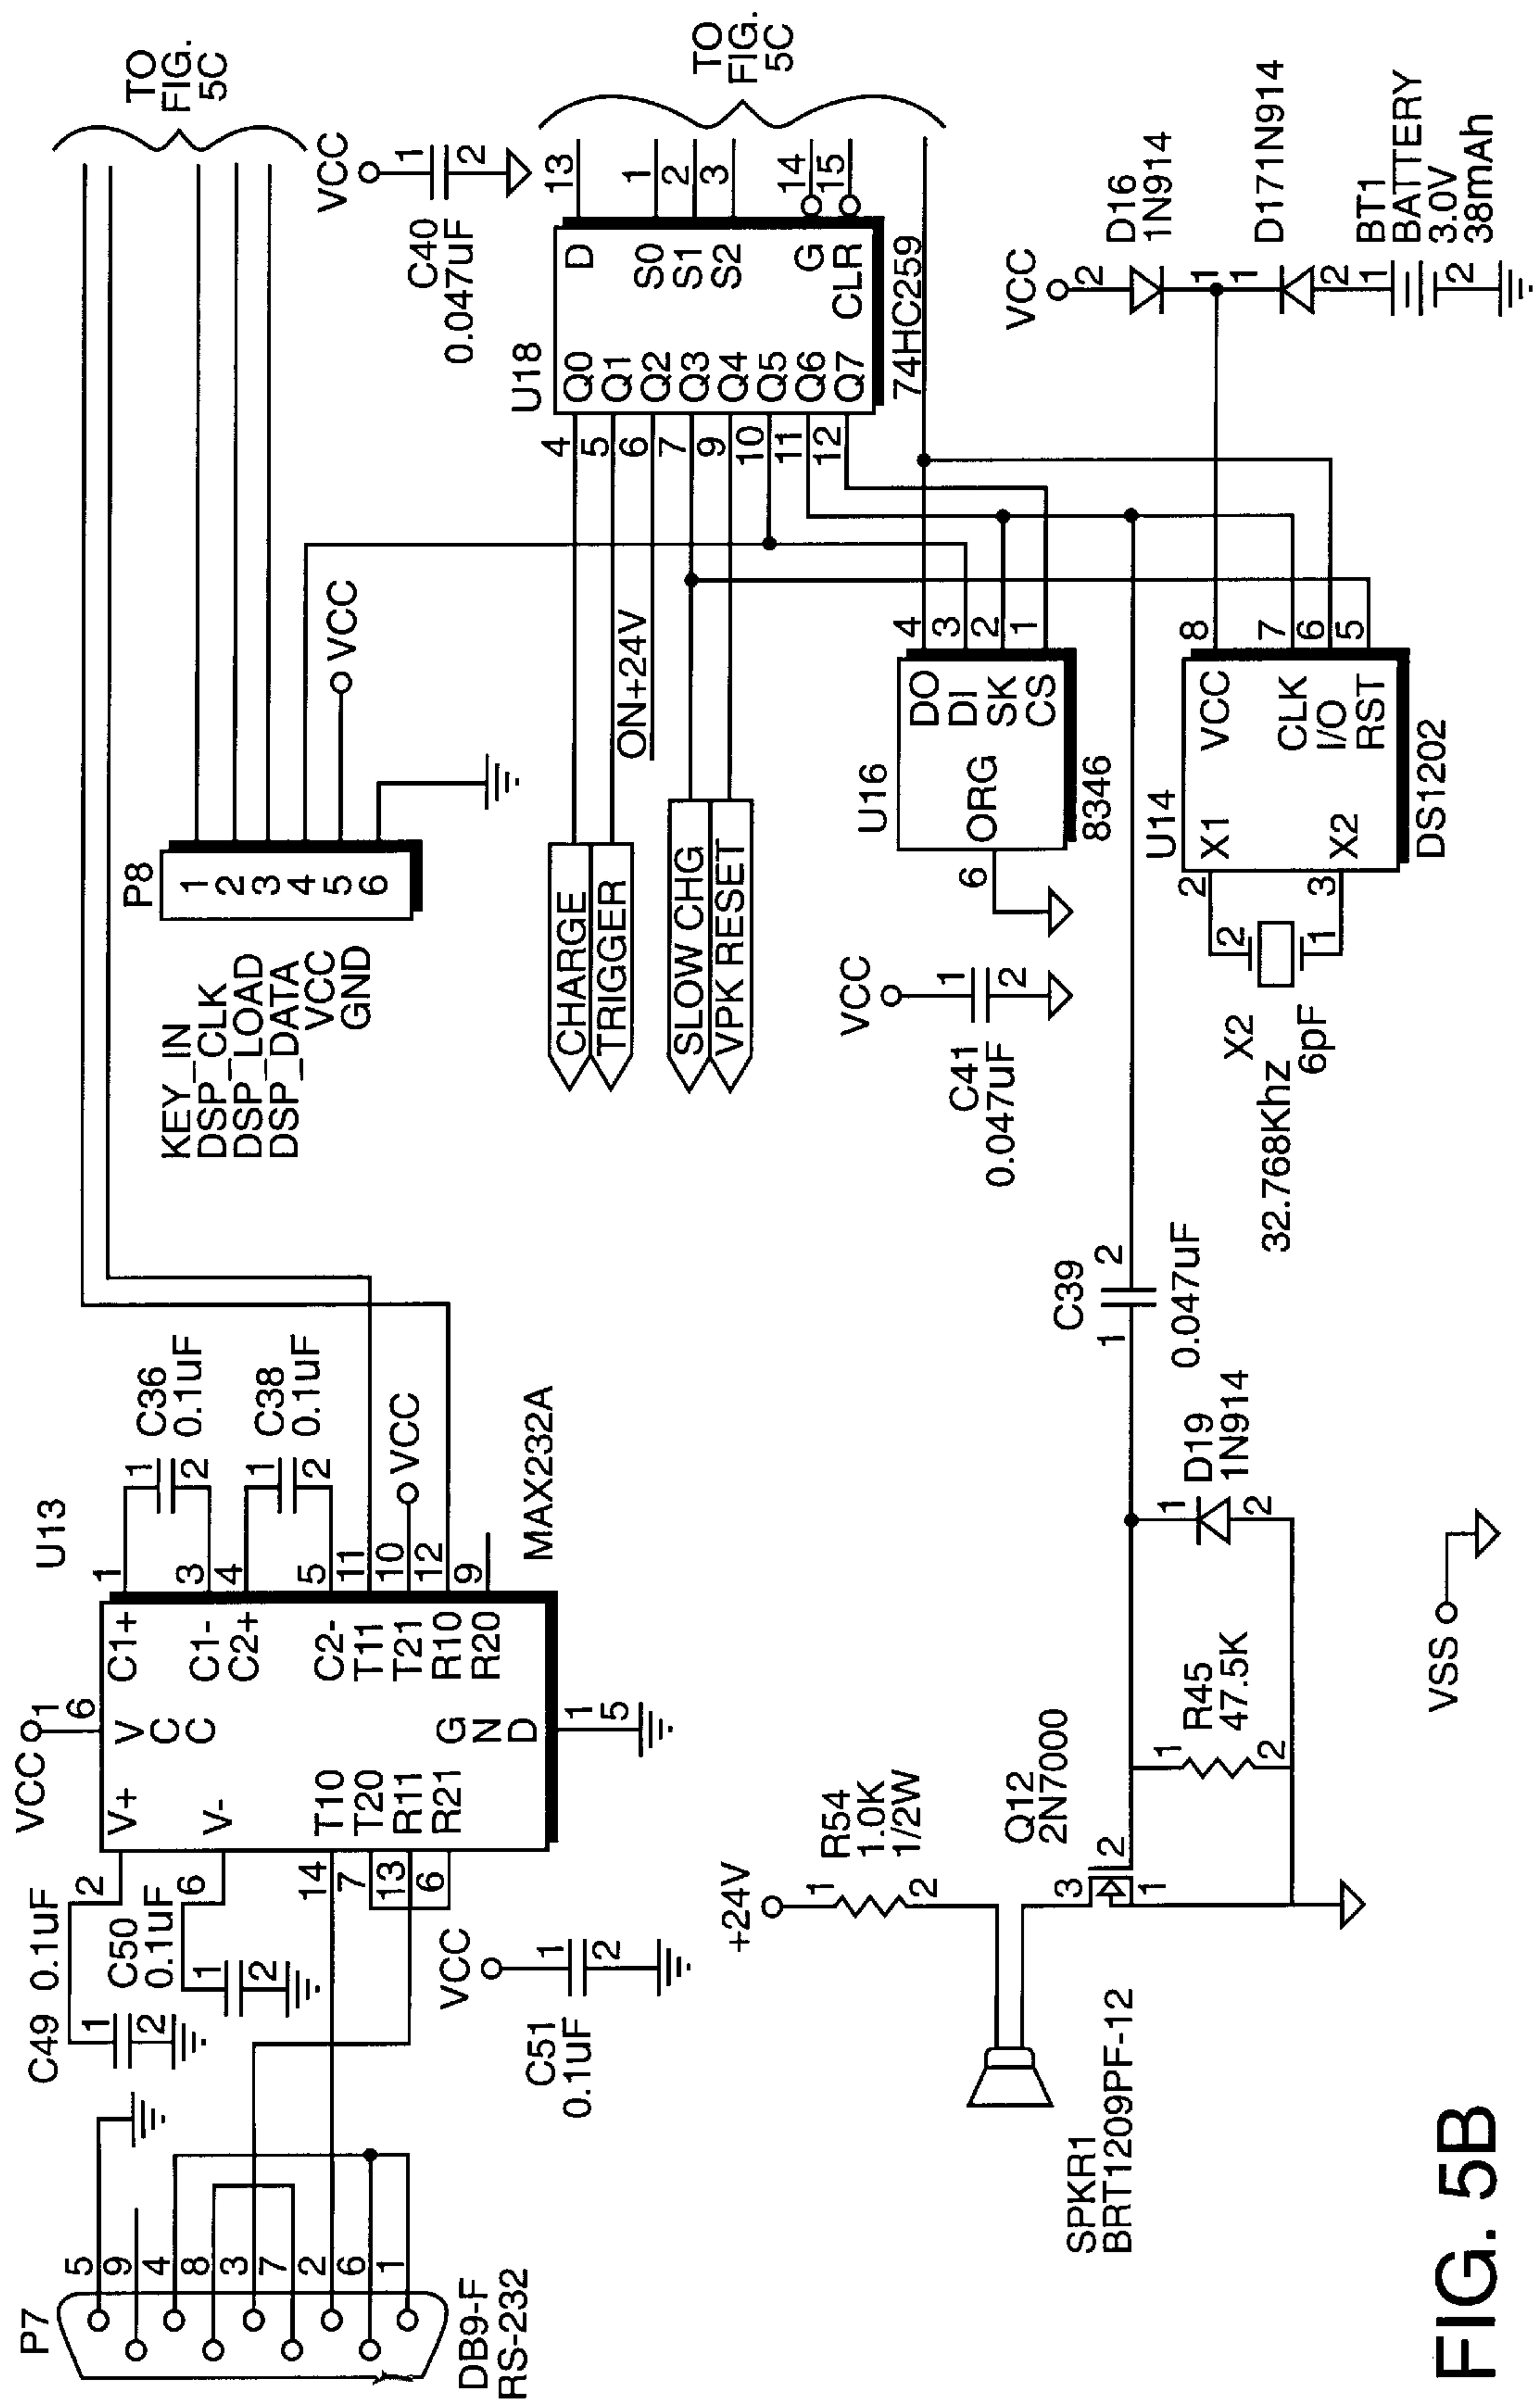 P7
5
9
4
8
3
7
2
6
1
DB9-F
RS-232
C49 0.1uF
1
2
C50
0.1uF
1
2
VCC
1
6
U13
2
6
14
7
13
6
V+
V-
T10
T20
R11
R21
V
C
C
G
N
D
C1+
C1-
C2+
C2-
T11
T21
R10
R20
1
3
4
5
11
10
12
9
1
5
MAX232A
C36
0.1uF
1
2
C38
0.1uF
1
2
VCC
VCC
1
2
C51
0.1uF
KEY_IN
DSP_CLK
DSP_LOAD
DSP_DATA
VCC
GND
P8
1
2
3
4
5
6
VCC
TO
FIG.
5C
VCC
1
2
C40
0.047uF
CHARGE
TRIGGER
ON+24V
SLOW CHG
VPK RESET
U18
4
5
6
7
9
10
11
12
Q0
Q1
Q2
Q3
Q4
Q5
Q6
Q7
D
S0
S1
S2
G
CLR
13
1
2
3
14
15
74HC259
TO
FIG.
5C
+24V
1
2
R54
1.0K
1/2W
SPKR1
BRT1209PF-12
Q12
2N7000
3
2
1
R45
47.5K
1
2
D19
1N914
1
2
C39
1
2
0.047uF
VCC
1
2
C41
0.047uF
U16
ORG
6
DO
DI
SK
CS
4
3
2
1
8346
U14
X1
X2
VCC
CLK
I/O
RST
2
3
8
7
6
5
DS1202
2
1
X2
32.768Khz
6pF
VCC
2
D16
1N914
1
1
D171N914
2
1
BT1
BATTERY
3.0V
38mAh
2
VSS
FIG. 5B